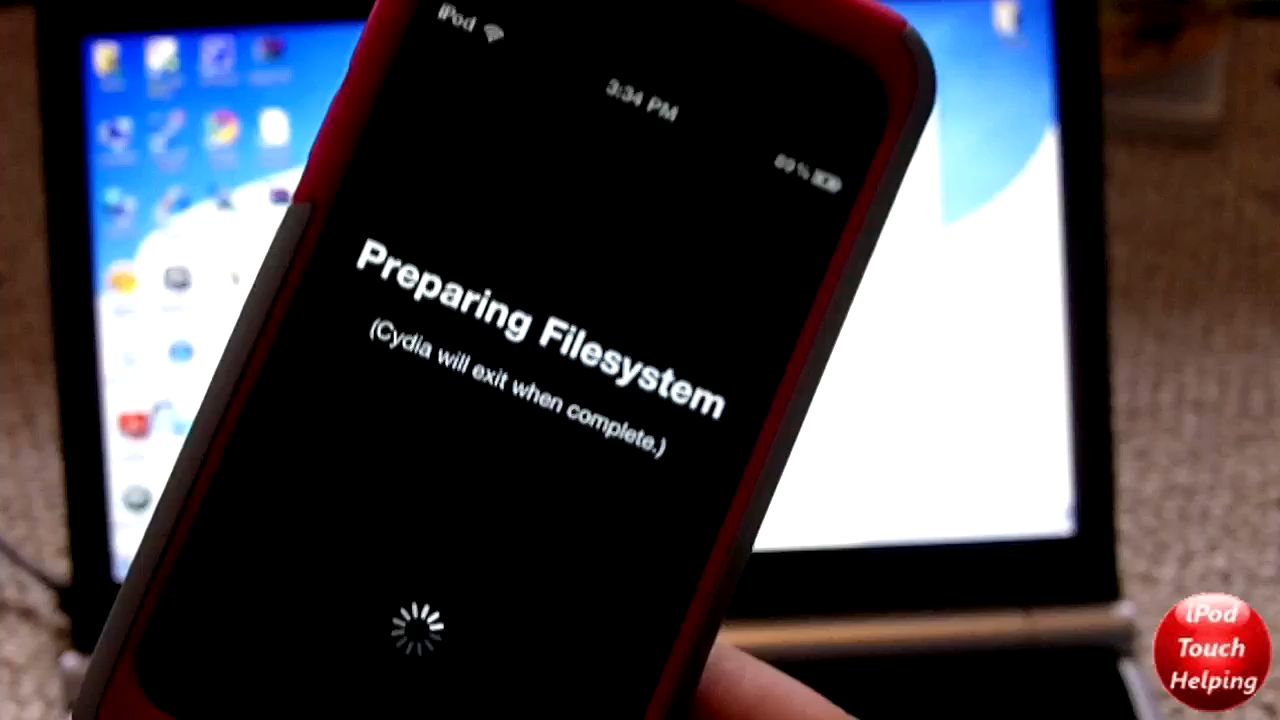 iPod
3:34 PM
Preparing Filesystem
(Cydia will exit when complete.)
iPod
Touch
Helping